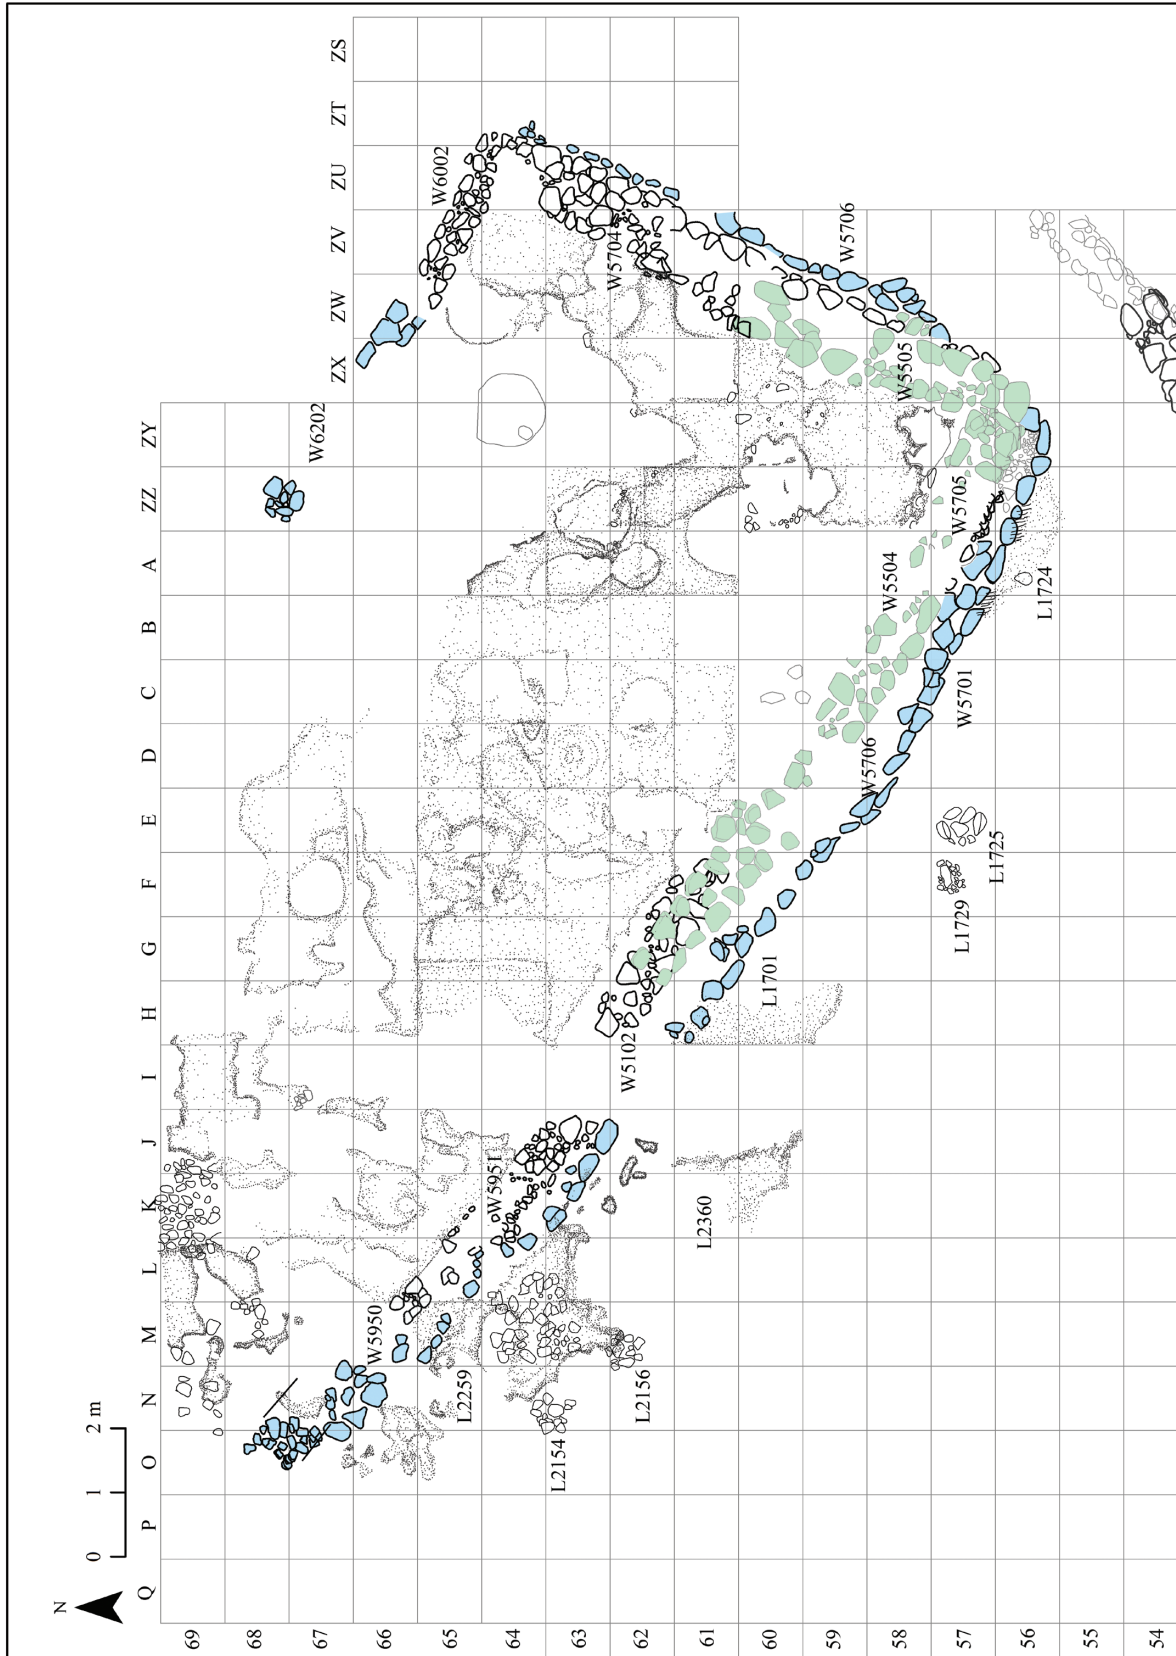 N
0 1 2 m
Q P O N M L K J I H G F E D C B A ZZ ZY ZX ZW ZV ZU ZT ZS
69
68
67
66
65
64
63
62
61
60
59
58
57
56
55
54
W6202
W6002
W5950
L2259
W5951
L2154
L2156
L2360
W5102
L1701
W5704
W5706
W5505
W5705
W5504
W5706
W5701
L1724
L1725
L1729